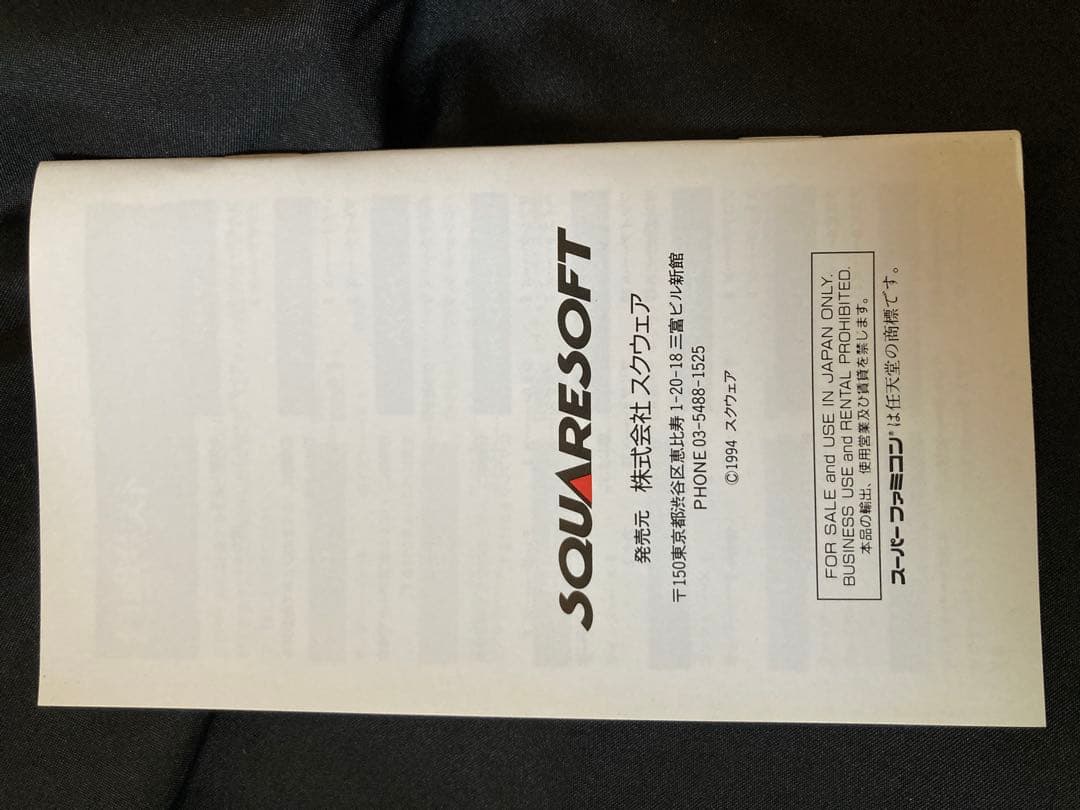 SQUARESOFT
発売元 株式会社 スクウェア
〒150東京都渋谷区恵比寿 1-20-18 三富ビル新館
PHONE 03-5488-1525
©1994 スクウェア
FOR SALE and USE IN JAPAN ONLY.
BUSINESS USE and RENTAL PROHIBITED.
本品の輸出、使用営業及び賃貸を禁じます。
スーパーファミコン®は任天堂の商標です。